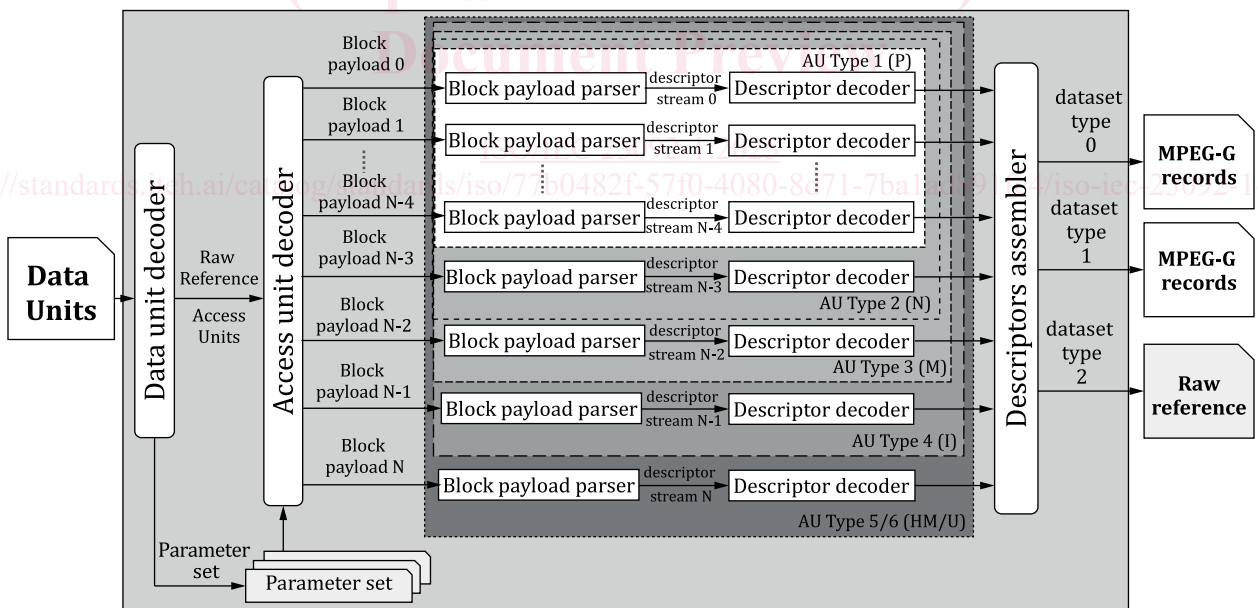 Document Preview
Block
payload 0
AU Type 1 (P)
Block payload parser
descriptor
stream 0
Descriptor decoder
Block
payload 1
Block payload parser
descriptor
stream 1
Descriptor decoder
Block
payload N-4
Block payload parser
descriptor
stream N-4
Descriptor decoder
Block
payload N-3
Block payload parser
descriptor
stream N-3
Descriptor decoder
AU Type 2 (N)
Block
payload N-2
Block payload parser
descriptor
stream N-2
Descriptor decoder
AU Type 3 (M)
Block
payload N-1
Block payload parser
descriptor
stream N-1
Descriptor decoder
AU Type 4 (I)
Block
payload N
Block payload parser
descriptor
stream N
Descriptor decoder
AU Type 5/6 (HM/U)
Data
Units
Data unit decoder
Raw
Reference
Access
Units
Access unit decoder
Parameter
set
Parameter set
Descriptors assembler
dataset
type
0
MPEG-G
records
dataset
type
1
MPEG-G
records
dataset
type
2
Raw
reference